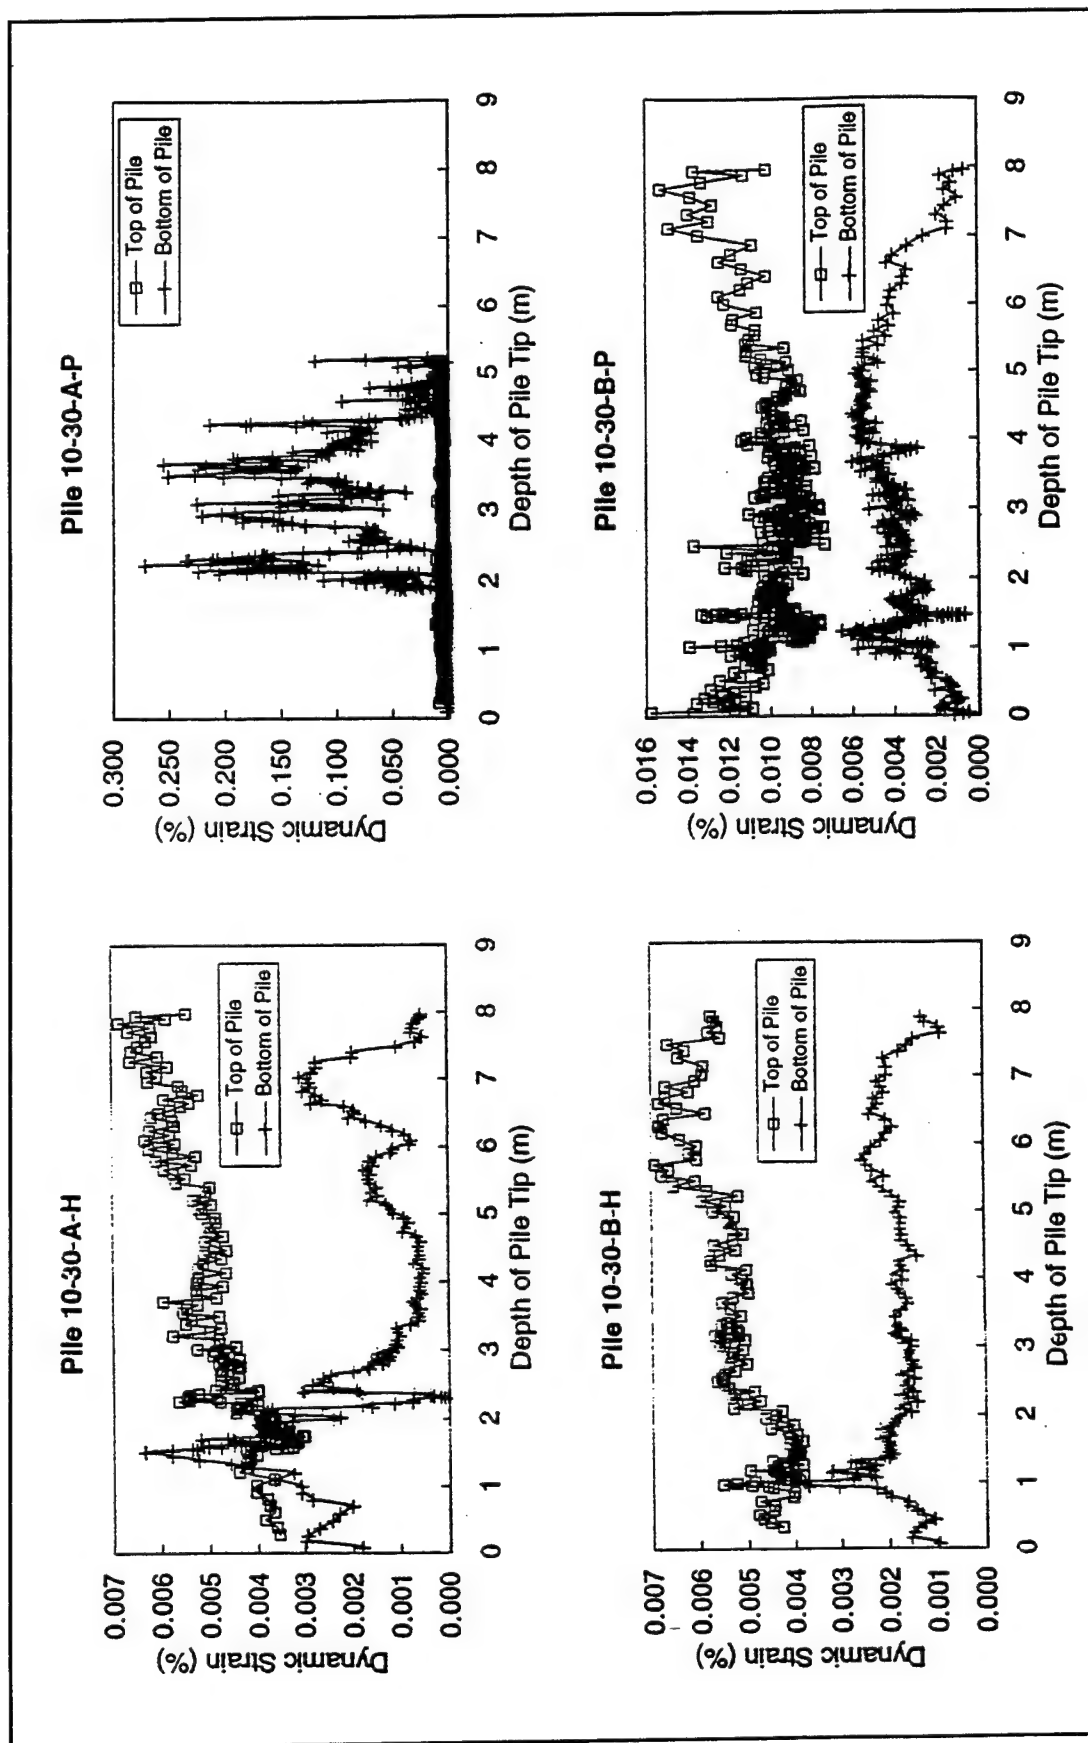 Pile 10-30-A-H
Dynamic Strain (%)
0.007
0.006
0.005
0.004
0.003
0.002
0.001
0.000
Top of Pile
Bottom of Pile
0 1 2 3 4 5 6 7 8 9
Depth of Pile Tip (m)
Pile 10-30-A-P
Dynamic Strain (%)
0.300
0.250
0.200
0.150
0.100
0.050
0.000
Top of Pile
Bottom of Pile
0 1 2 3 4 5 6 7 8 9
Depth of Pile Tip (m)
Pile 10-30-B-H
Dynamic Strain (%)
0.007
0.006
0.005
0.004
0.003
0.002
0.001
0.000
Top of Pile
Bottom of Pile
0 1 2 3 4 5 6 7 8 9
Depth of Pile Tip (m)
Pile 10-30-B-P
Dynamic Strain (%)
0.016
0.014
0.012
0.010
0.008
0.006
0.004
0.002
0.000
Top of Pile
Bottom of Pile
0 1 2 3 4 5 6 7 8 9
Depth of Pile Tip (m)